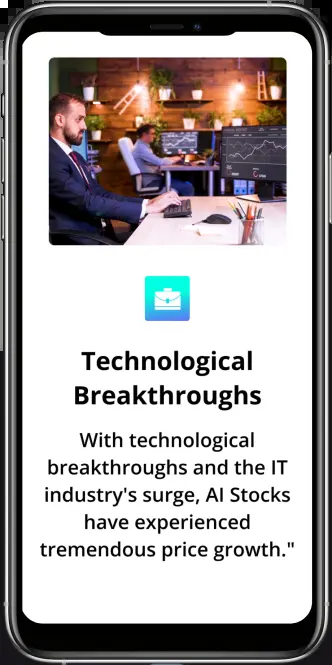 Technological
Breakthroughs
With technological
breakthroughs and the IT
industry's surge, AI Stocks
have experienced
tremendous price growth."